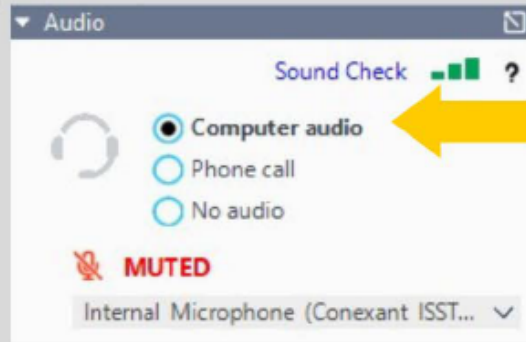 Audio
Sound Check ?
Computer audio
Phone call
No audio
MUTED
Internal Microphone (Conexant ISST...